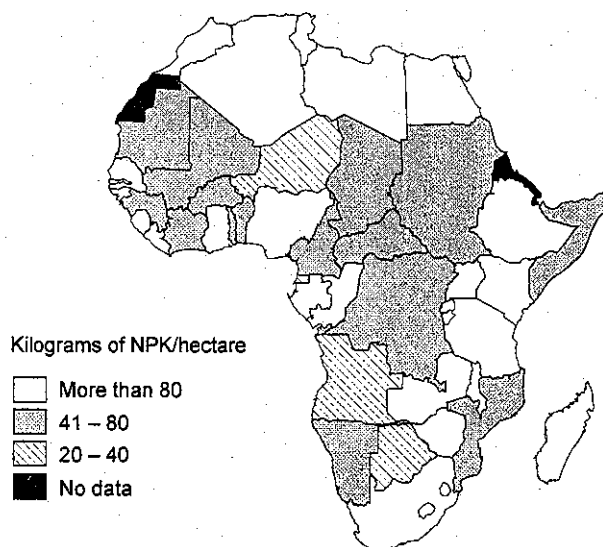 Kilograms of NPK/hectare
More than 80
41 – 80
20 – 40
No data